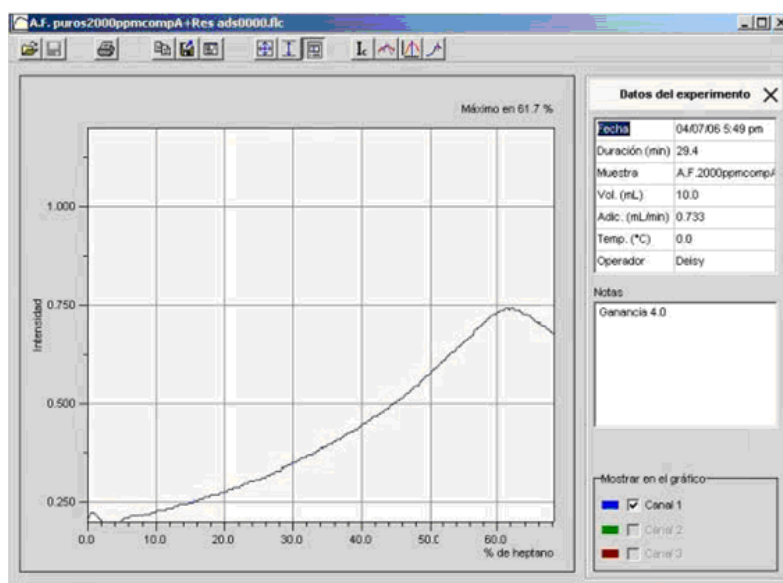 A.F. puros2000ppmcompA+Res ads0000.flc
Máximo en 61.7 %
1.000
0.750
0.500
0.250
Intensidad
0.0 10.0 20.0 30.0 40.0 50.0 60.0
% de heptano
Datos del experimento
Fecha 04/07/06 5:49 pm
Duración (min) 29.4
Muestra A.F.2000ppmcompA
Vol. (mL) 10.0
Adic. (mL/min) 0.733
Temp. (°C) 0.0
Operador Deisy
Notas
Ganancia 4.0
Mostrar en el gráfico
Canal 1
Canal 2
Canal 3